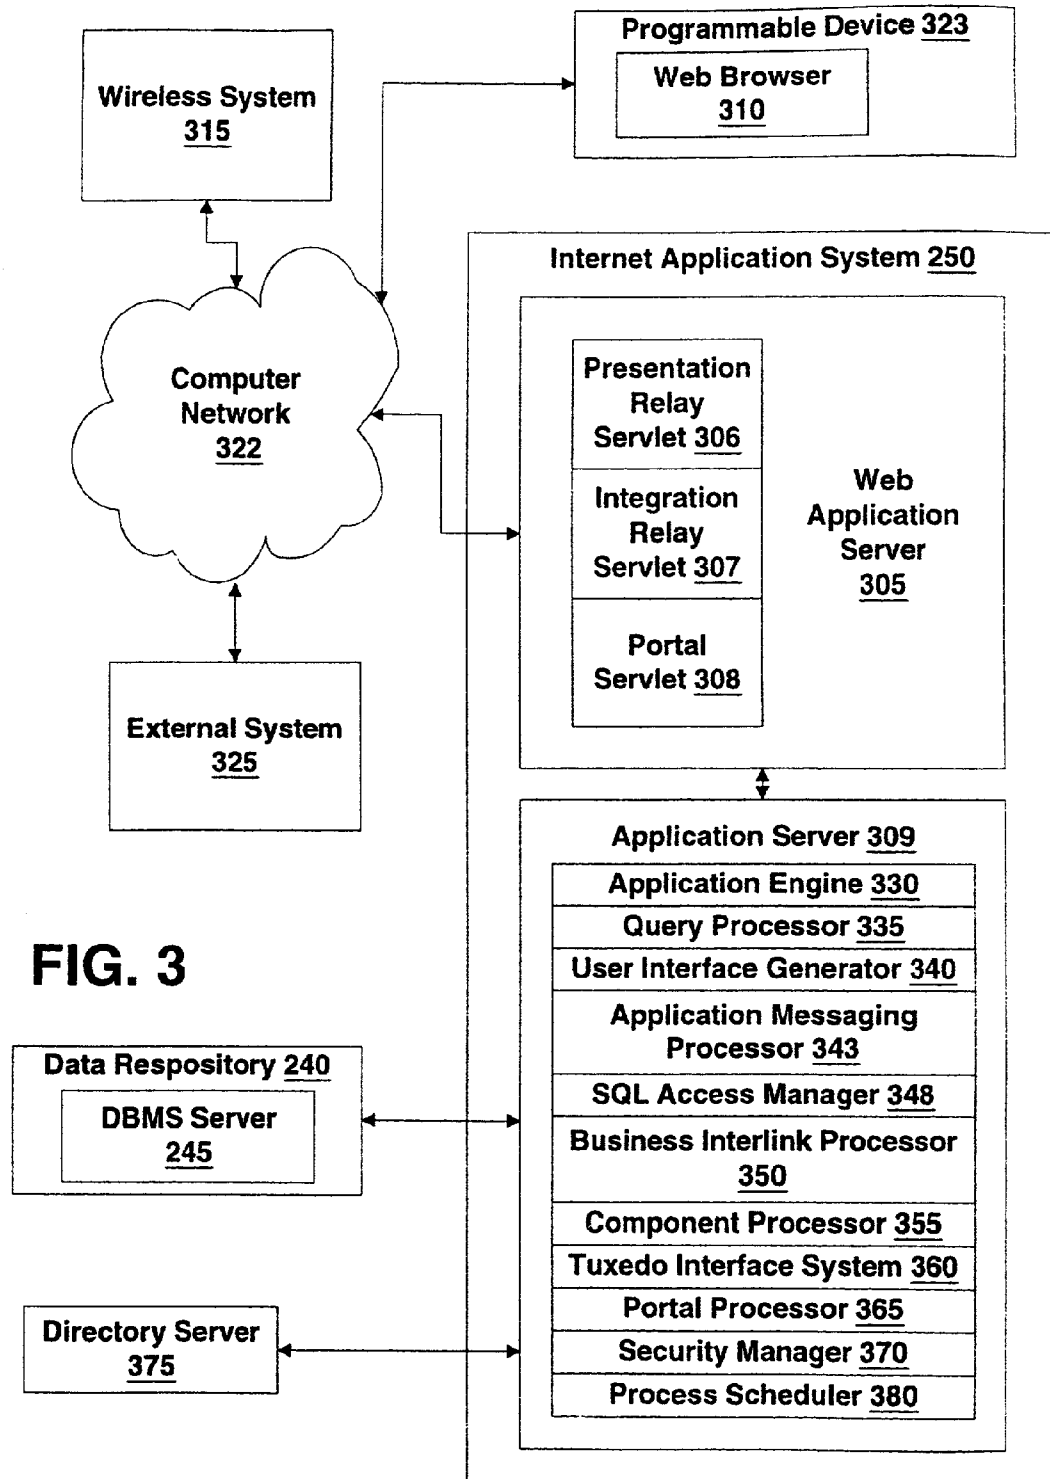 Programmable Device 323
Web Browser
310
Wireless System
315
Internet Application System 250
Computer
Network
322
Presentation
Relay
Servlet 306
Integration
Relay
Servlet 307
Portal
Servlet 308
Web
Application
Server
305
External System
325
Application Server 309
Application Engine 330
Query Processor 335
User Interface Generator 340
Application Messaging
Processor 343
SQL Access Manager 348
Business Interlink Processor
350
Component Processor 355
Tuxedo Interface System 360
Portal Processor 365
Security Manager 370
Process Scheduler 380
FIG. 3
Data Respository 240
DBMS Server
245
Directory Server
375